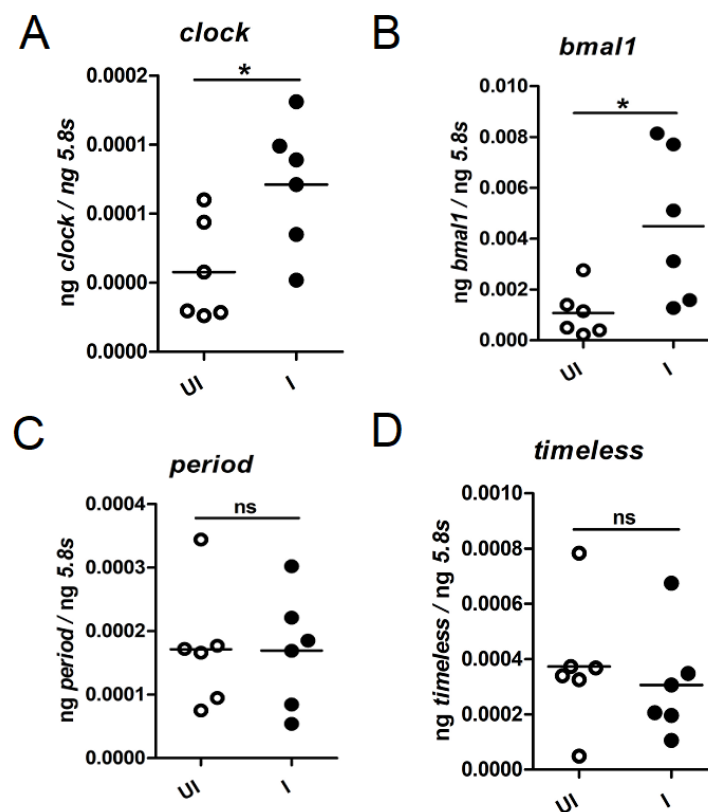 A
clock
ng clock / ng 5.8s
0.0002
0.0001
0.0001
0.0000
0.0000
*
UI
I
B
bmal1
ng bmal1 / ng 5.8s
0.010
0.008
0.006
0.004
0.002
0.000
*
UI
I
C
period
ng period / ng 5.8s
0.0004
0.0003
0.0002
0.0001
0.0000
ns
UI
I
D
timeless
ng timeless / ng 5.8s
0.0010
0.0008
0.0006
0.0004
0.0002
0.0000
ns
UI
I